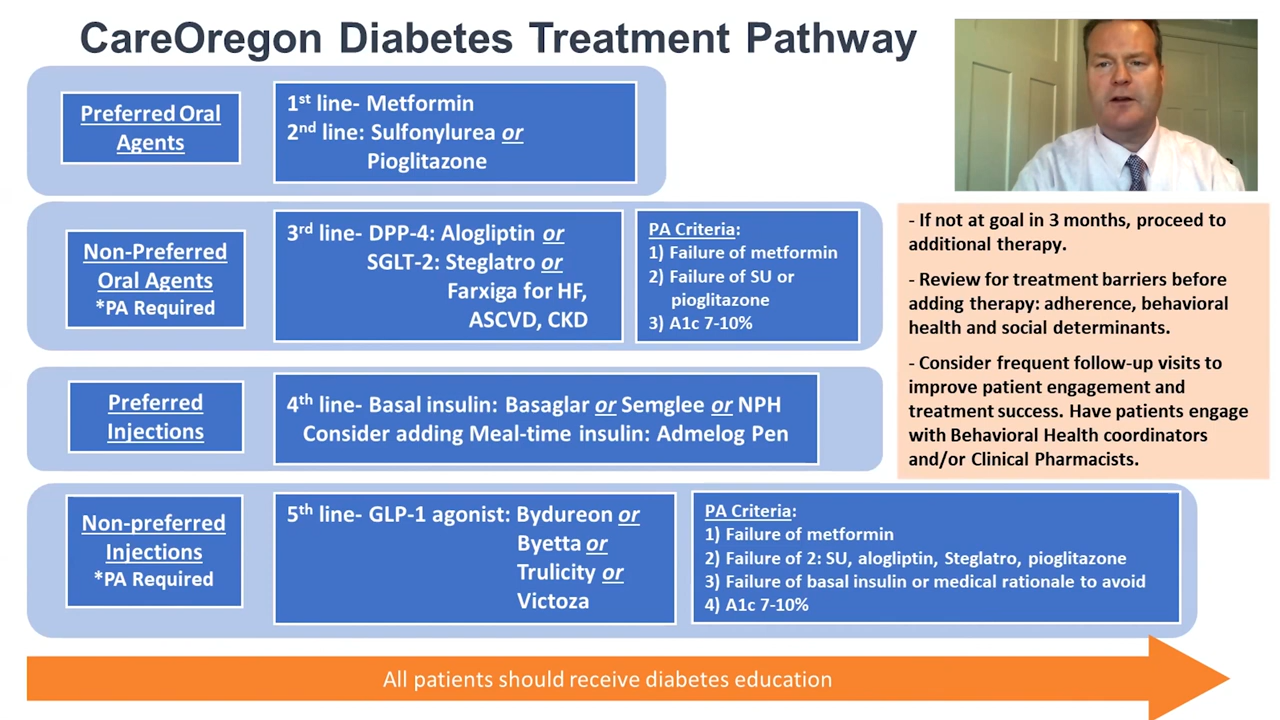 CareOregon Diabetes Treatment Pathway
Preferred Oral
Agents
1st line- Metformin
2nd line: Sulfonylurea or
Pioglitazone
Non-Preferred
Oral Agents
*PA Required
3rd line- DPP-4: Alogliptin or
SGLT-2: Steglatro or
Farxiga for HF,
ASCVD, CKD
PA Criteria:
1) Failure of metformin
2) Failure of SU or
pioglitazone
3) A1c 7-10%
- If not at goal in 3 months, proceed to
additional therapy.
- Review for treatment barriers before
adding therapy: adherence, behavioral
health and social determinants.
- Consider frequent follow-up visits to
improve patient engagement and
treatment success. Have patients engage
with Behavioral Health coordinators
and/or Clinical Pharmacists.
Preferred
Injections
4th line- Basal insulin: Basaglar or Semglee or NPH
Consider adding Meal-time insulin: Admelog Pen
Non-preferred
Injections
*PA Required
5th line- GLP-1 agonist: Bydureon or
Byetta or
Trulicity or
Victoza
PA Criteria:
1) Failure of metformin
2) Failure of 2: SU, alogliptin, Steglatro, pioglitazone
3) Failure of basal insulin or medical rationale to avoid
4) A1c 7-10%
All patients should receive diabetes education